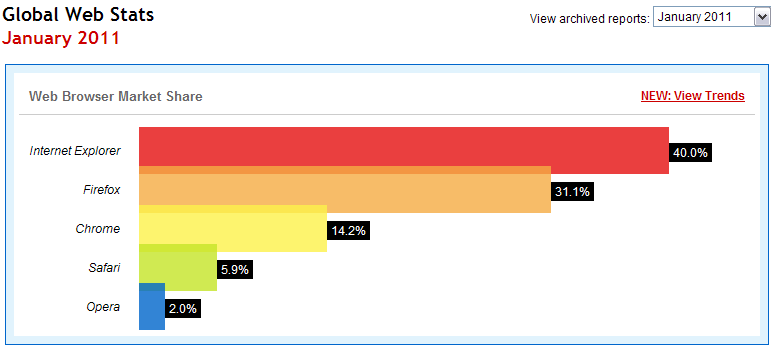 Global Web Stats
January 2011
View archived reports: January 2011
Web Browser Market Share
NEW: View Trends
Internet Explorer 40.0%
Firefox 31.1%
Chrome 14.2%
Safari 5.9%
Opera 2.0%